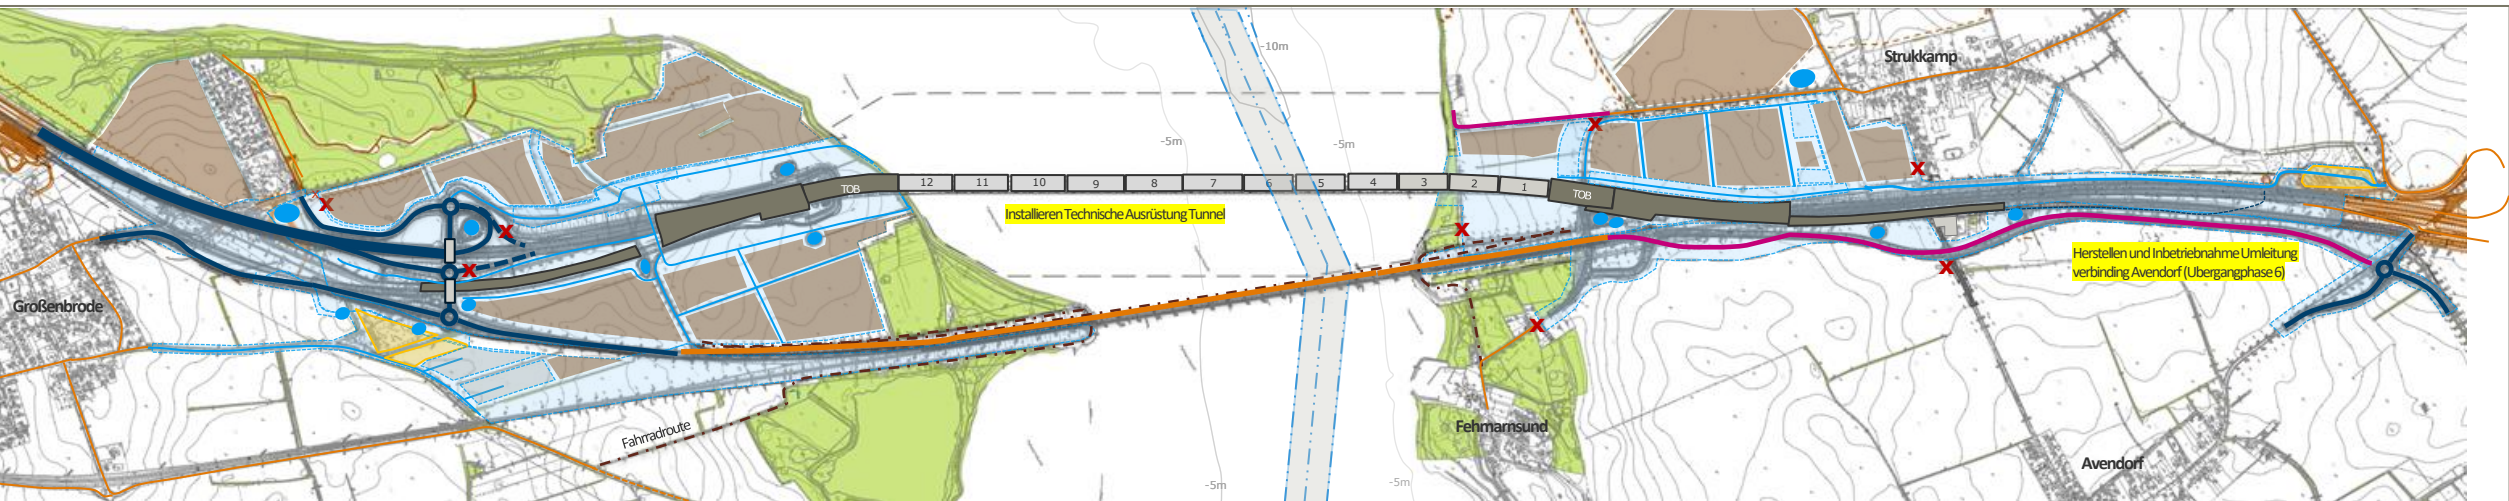 -10m
Strukkamp
-5m
-5m
TOB
12
11
10
9
8
7
6
5
4
3
2
1
TOB
Installieren Technische Ausrüstung Tunnel
Herstellen und Inbetriebnahme Umleitung
verbinding Avendorf (Ubergangphase 6)
Großenbrode
Fahrradroute
Fehmarnsund
Avendorf
-5m
-5m